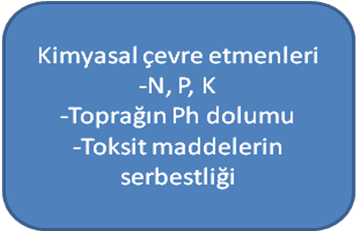 Kimyasal çevre etmenleri
-N, P, K
-Toprağın Ph dolumu
-Toksit maddelerin
serbestliği